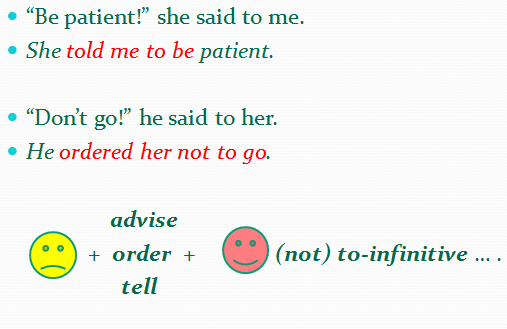 “Be patient!” she said to me.
She told me to be patient.
“Don’t go!” he said to her.
He ordered her not to go.
advise
+ order + (not) to-infinitive ... .
tell